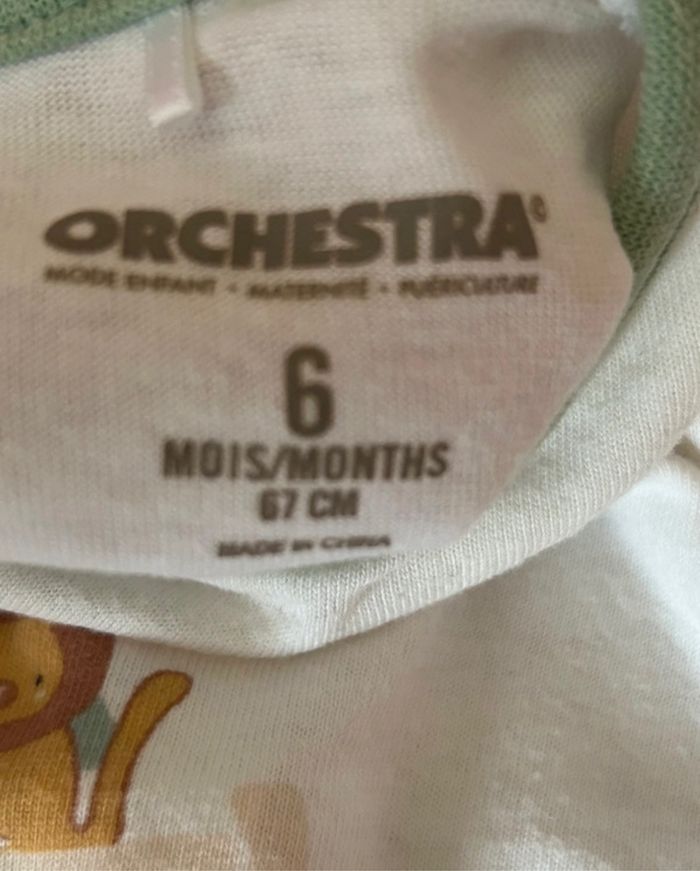 ORCHESTRA®
MODE ENFANT • MATERNITÉ • PUÉRICULTURE
6
MOIS/MONTHS
67 CM
MADE IN CHINA